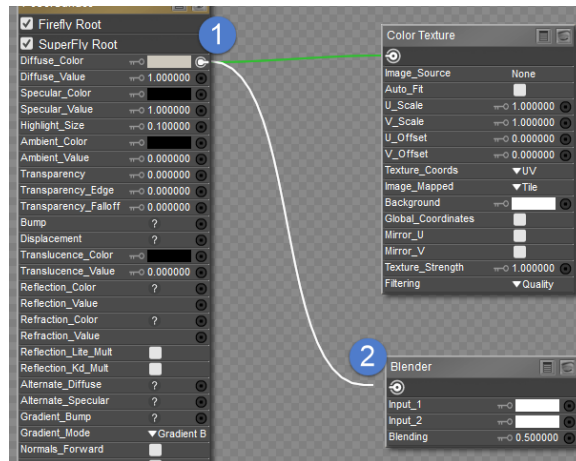 Firefly Root
SuperFly Root
Diffuse_Color
Diffuse_Value 1.000000
Specular_Color
Specular_Value 1.000000
Highlight_Size 0.100000
Ambient_Color
Ambient_Value 0.000000
Transparency 0.000000
Transparency_Edge 0.000000
Transparency_Falloff 0.000000
Bump ?
Displacement ?
Translucence_Color
Translucence_Value 0.000000
Reflection_Color ?
Reflection_Value
Refraction_Color ?
Refraction_Value
Reflection_Lite_Mult
Reflection_Kd_Mult
Alternate_Diffuse ?
Alternate_Specular ?
Gradient_Bump ?
Gradient_Mode Gradient B
Normals_Forward
1
Color Texture
Image_Source None
Auto_Fit
U_Scale 1.000000
V_Scale 1.000000
U_Offset 0.000000
V_Offset 0.000000
Texture_Coords UV
Image_Mapped Tile
Background
Global_Coordinates
Mirror_U
Mirror_V
Texture_Strength 1.000000
Filtering Quality
2
Blender
Input_1
Input_2
Blending 0.500000